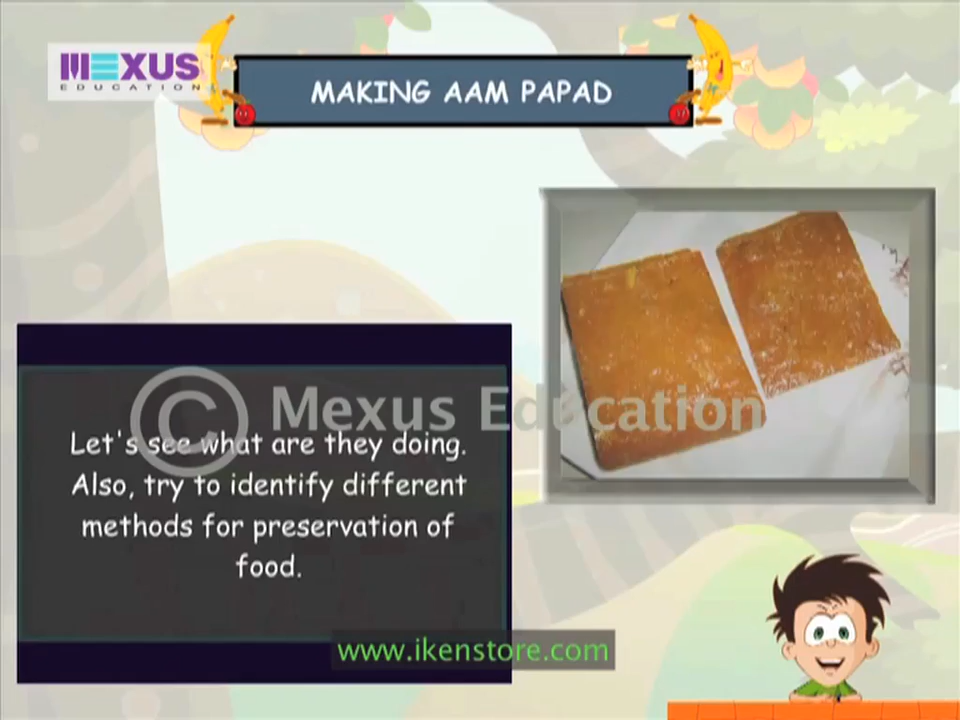 MEXUS
EDUCATION
MAKING AAM PAPAD
© Mexus Education
Let's see what are they doing.
Also, try to identify different
methods for preservation of
food.
www.ikenstore.com